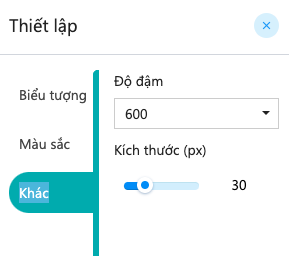 Thiết lập
Biểu tượng
Màu sắc
Khác
Độ đậm
600
Kích thước (px)
30